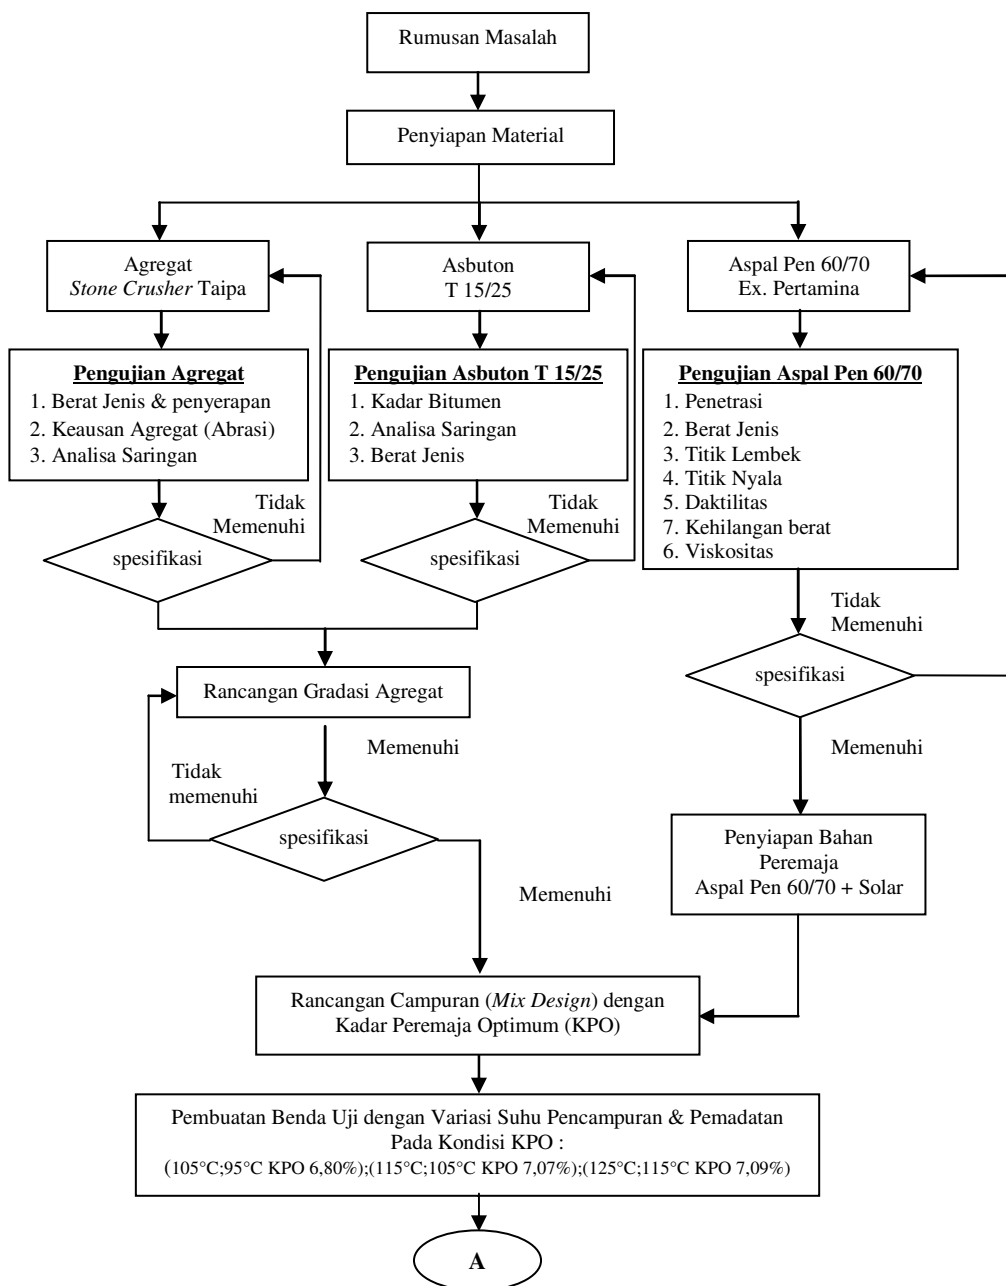 Rumusan Masalah
Penyiapan Material
Agregat
Stone Crusher Taipa
Asbuton
T 15/25
Aspal Pen 60/70
Ex. Pertamina
Pengujian Agregat
1. Berat Jenis & penyerapan
2. Keausan Agregat (Abrasi)
3. Analisa Saringan
Pengujian Asbuton T 15/25
1. Kadar Bitumen
2. Analisa Saringan
3. Berat Jenis
Pengujian Aspal Pen 60/70
1. Penetrasi
2. Berat Jenis
3. Titik Lembek
4. Titik Nyala
5. Daktilitas
7. Kehilangan berat
6. Viskositas
Tidak
Memenuhi
spesifikasi
Tidak
Memenuhi
spesifikasi
Tidak
Memenuhi
spesifikasi
Rancangan Gradasi Agregat
Memenuhi
Memenuhi
Tidak
memenuhi
spesifikasi
Penyiapan Bahan
Peremaja
Aspal Pen 60/70 + Solar
Memenuhi
Rancangan Campuran (Mix Design) dengan
Kadar Peremaja Optimum (KPO)
Pembuatan Benda Uji dengan Variasi Suhu Pencampuran & Pemadatan
Pada Kondisi KPO :
(105°C;95°C KPO 6,80%);(115°C;105°C KPO 7,07%);(125°C;115°C KPO 7,09%)
A